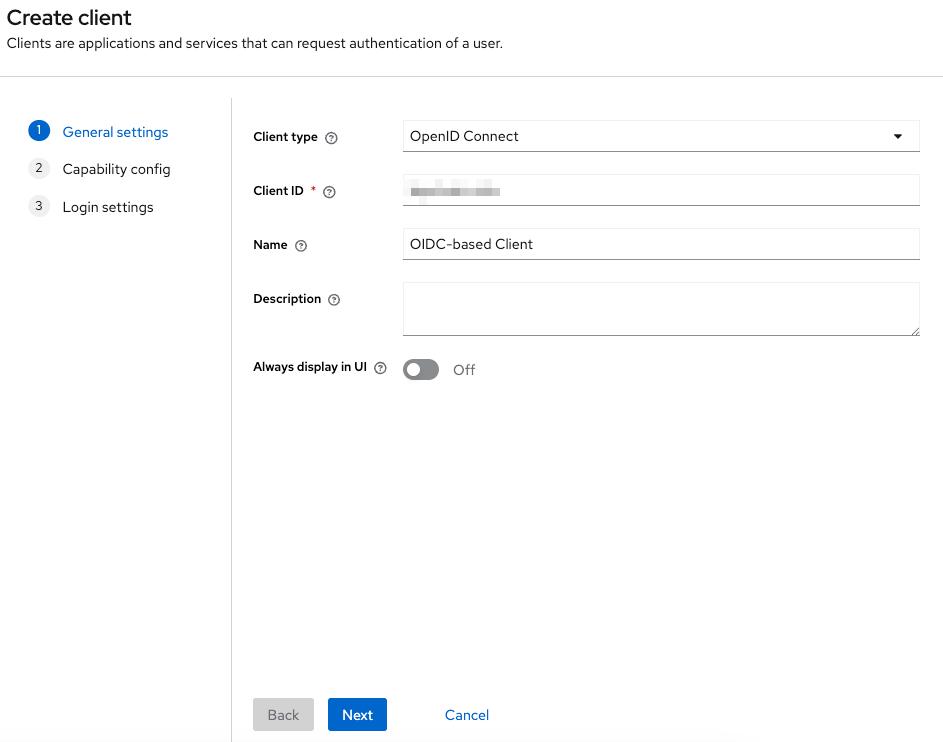 Create client
Clients are applications and services that can request authentication of a user.
1 General settings
2 Capability config
3 Login settings
Client type ? OpenID Connect
Client ID * ?
Name ? OIDC-based Client
Description ?
Always display in UI ? Off
Back Next Cancel